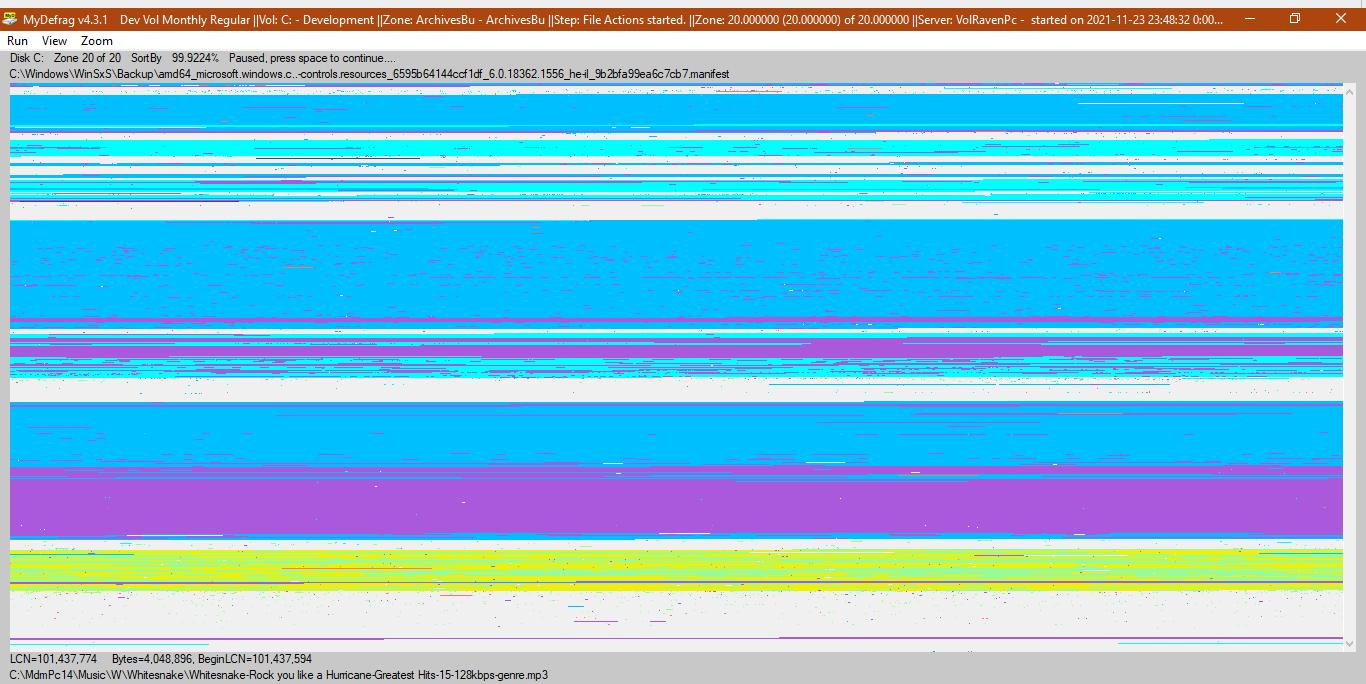 MyDefrag v4.3.1    Dev Vol Monthly Regular ||Vol: C: - Development ||Zone: ArchivesBu - ArchivesBu ||Step: File Actions started. ||Zone: 20.000000 (20.000000) of 20.000000 ||Server: VolRavenPc -  started on 2021-11-23 23:48:32 0:00...
Run View Zoom
Disk C:   Zone 20 of 20   SortBy   99.9224%   Paused, press space to continue....
C:\Windows\WinSxS\Backup\amd64_microsoft.windows.c..-controls.resources_6595b64144ccf1df_6.0.18362.1556_he-il_9b2bfa99ea6c7cb7.manifest
LCN=101,437,774     Bytes=4,048,896, BeginLCN=101,437,594
C:\MdmPc14\Music\W\Whitesnake\Whitesnake-Rock you like a Hurricane-Greatest Hits-15-128kbps-genre.mp3